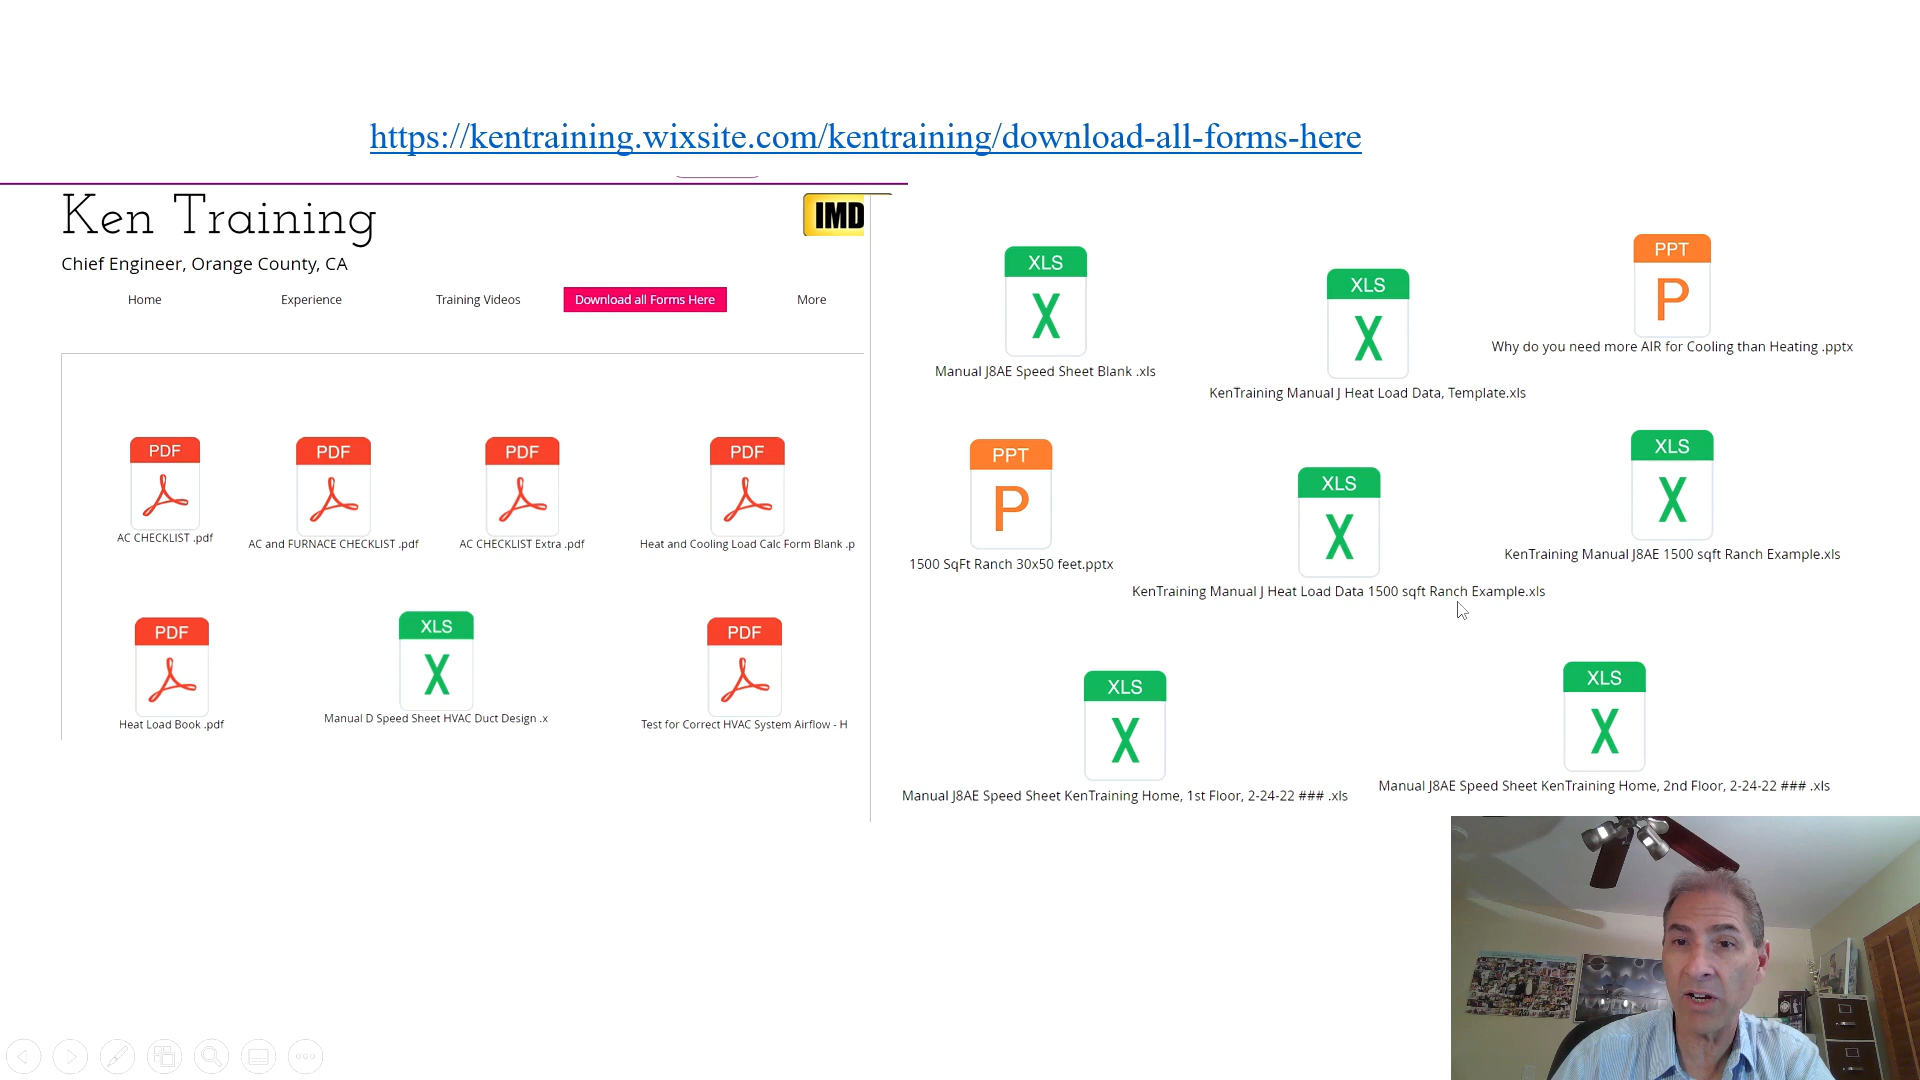 https://kentraining.wixsite.com/kentraining/download-all-forms-here
Ken Training
IMD
Chief Engineer, Orange County, CA
Home Experience Training Videos Download all Forms Here More
PDF
AC CHECKLIST .pdf
PDF
AC and FURNACE CHECKLIST .pdf
PDF
AC CHECKLIST Extra .pdf
PDF
Heat and Cooling Load Calc Form Blank .p
PDF
Heat Load Book .pdf
XLS
X
Manual D Speed Sheet HVAC Duct Design .x
PDF
Test for Correct HVAC System Airflow - H
XLS
X
Manual J8AE Speed Sheet Blank .xls
XLS
X
KenTraining Manual J Heat Load Data, Template.xls
PPT
P
Why do you need more AIR for Cooling than Heating .pptx
PPT
P
1500 SqFt Ranch 30x50 feet.pptx
XLS
X
KenTraining Manual J Heat Load Data 1500 sqft Ranch Example.xls
XLS
X
KenTraining Manual J8AE 1500 sqft Ranch Example.xls
XLS
X
Manual J8AE Speed Sheet KenTraining Home, 1st Floor, 2-24-22 ### .xls
XLS
X
Manual J8AE Speed Sheet KenTraining Home, 2nd Floor, 2-24-22 ### .xls